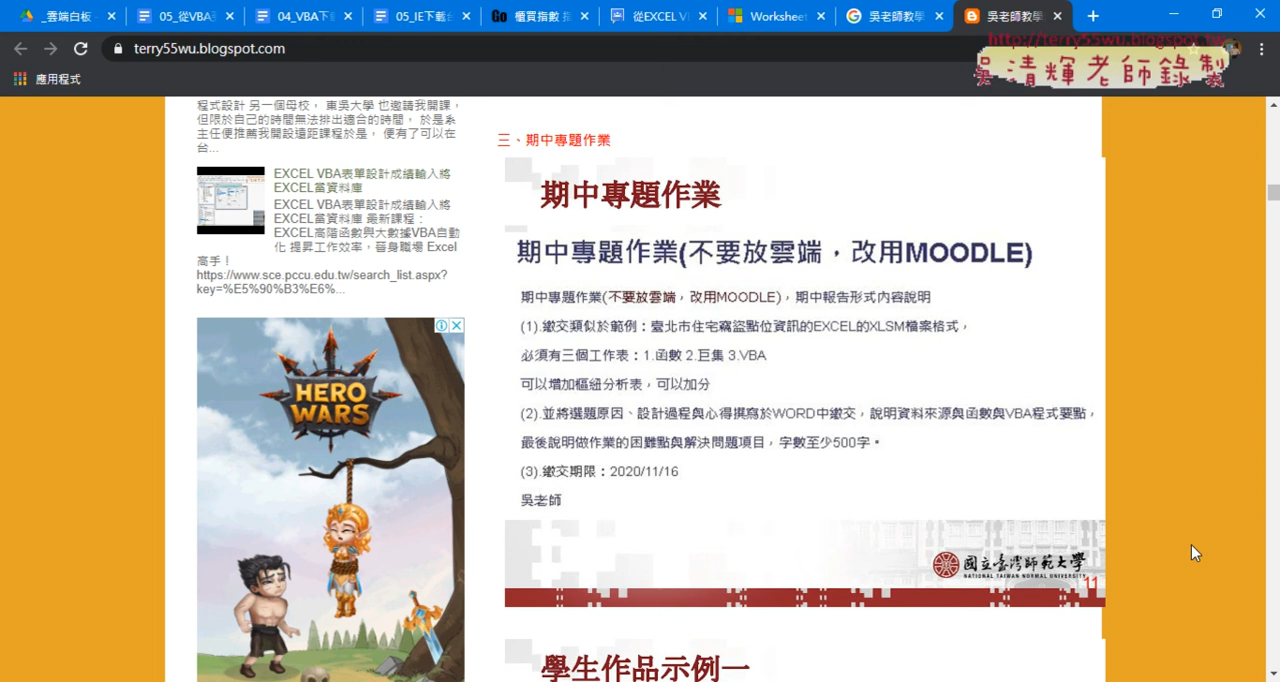 _雲端白板
05_從VBA
04_VBA下
05_IE下載
Go 櫃買指數
從EXCEL V
Worksheet
吳老師教學
吳老師教學
terry55wu.blogspot.com
http://terry55wu.blogspot.tw
吳清輝老師錄製
應用程式
程式設計 另一個母校， 東吳大學 也邀請我開課，
但限於自己的時間無法排出適合的時間， 於是系
主任便推薦我開設遠距課程於是， 便有了可以在
台...
EXCEL VBA表單設計成績輸入將
EXCEL當資料庫
EXCEL VBA表單設計成績輸入將
EXCEL當資料庫 最新課程：
EXCEL高階函數與大數據VBA自動
化 提昇工作效率，晉身職場 Excel
高手！
https://www.sce.pccu.edu.tw/search_list.aspx?
key=%E5%90%B3%E6%...
HERO
WARS
三、期中專題作業
期中專題作業
期中專題作業(不要放雲端，改用MOODLE)
期中專題作業(不要放雲端，改用MOODLE)，期中報告形式內容說明
(1).繳交類似於範例：臺北市住宅竊盜點位資訊的EXCEL的XLSM檔案格式，
必須有三個工作表：1.函數 2.巨集 3.VBA
可以增加樞紐分析表，可以加分
(2).並將選題原因、設計過程與心得撰寫於WORD中繳交，說明資料來源與函數與VBA程式要點，
最後說明做作業的困難點與解決問題項目，字數至少500字。
(3).繳交期限：2020/11/16
吳老師
國立臺灣師範大學
NATIONAL TAIWAN NORMAL UNIVERSITY
11
學生作品示例一